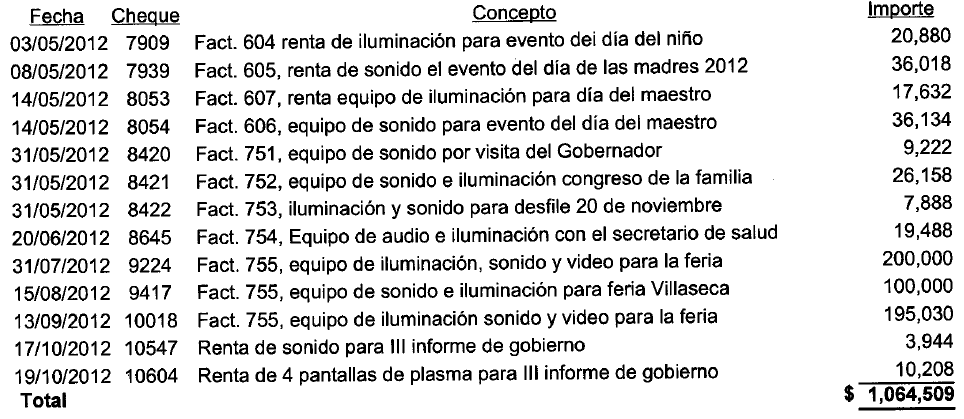 Fecha Cheque Concepto Importe
03/05/2012 7909 Fact. 604 renta de iluminación para evento del día del niño 20,880
08/05/2012 7939 Fact. 605, renta de sonido el evento del día de las madres 2012 36,018
14/05/2012 8053 Fact. 607, renta equipo de iluminación para día del maestro 17,632
14/05/2012 8054 Fact. 606, equipo de sonido para evento del día del maestro 36,134
31/05/2012 8420 Fact. 751, equipo de sonido por visita del Gobernador 9,222
31/05/2012 8421 Fact. 752, equipo de sonido e iluminación congreso de la familia 26,158
31/05/2012 8422 Fact. 753, iluminación y sonido para desfile 20 de noviembre 7,888
20/06/2012 8645 Fact. 754, Equipo de audio e iluminación con el secretario de salud 19,488
31/07/2012 9224 Fact. 755, equipo de iluminación, sonido y video para la feria 200,000
15/08/2012 9417 Fact. 755, equipo de sonido e iluminación para feria Villaseca 100,000
13/09/2012 10018 Fact. 755, equipo de iluminación sonido y video para la feria 195,030
17/10/2012 10547 Renta de sonido para III informe de gobierno 3,944
19/10/2012 10604 Renta de 4 pantallas de plasma para III informe de gobierno 10,208
Total $ 1,064,509